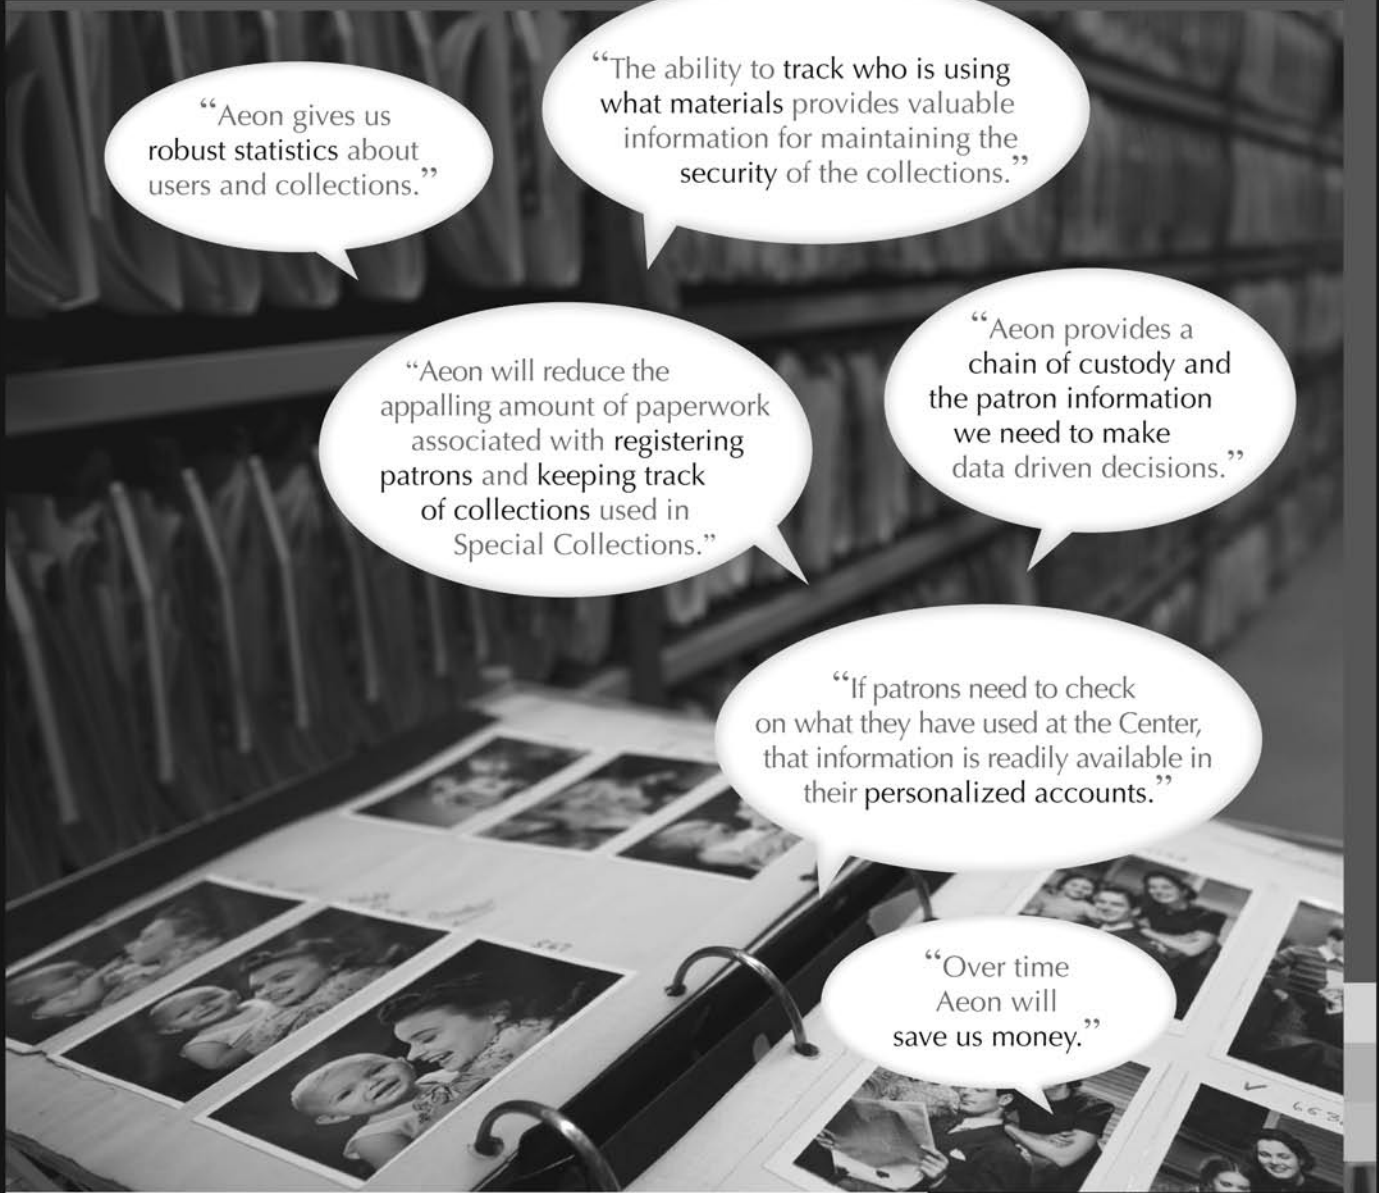 “Aeon gives us
robust statistics about
users and collections.”
“The ability to track who is using
what materials provides valuable
information for maintaining the
security of the collections.”
“Aeon will reduce the
appalling amount of paperwork
associated with registering
patrons and keeping track
of collections used in
Special Collections.”
“Aeon provides a
chain of custody and
the patron information
we need to make
data driven decisions.”
“If patrons need to check
on what they have used at the Center,
that information is readily available in
their personalized accounts.”
“Over time
Aeon will
save us money.”
567